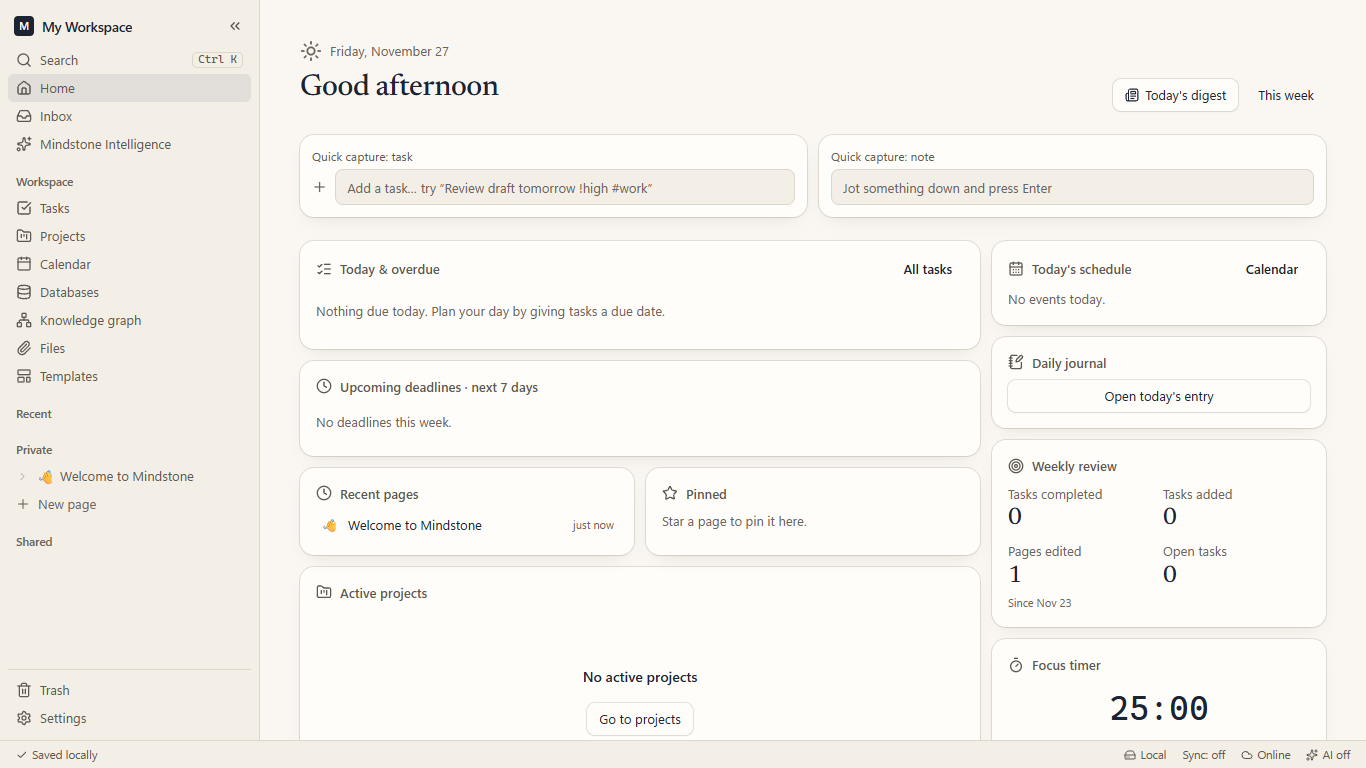 M My Workspace
Search Ctrl K
Home
Inbox
Mindstone Intelligence
Workspace
Tasks
Projects
Calendar
Databases
Knowledge graph
Files
Templates
Recent
Private
Welcome to Mindstone
New page
Shared
Trash
Settings
Friday, November 27
Good afternoon
Today's digest
This week
Quick capture: task
Add a task... try “Review draft tomorrow !high #work”
Quick capture: note
Jot something down and press Enter
Today & overdue
All tasks
Nothing due today. Plan your day by giving tasks a due date.
Upcoming deadlines · next 7 days
No deadlines this week.
Recent pages
Welcome to Mindstone just now
Pinned
Star a page to pin it here.
Active projects
No active projects
Go to projects
Today's schedule
Calendar
No events today.
Daily journal
Open today's entry
Weekly review
Tasks completed
0
Tasks added
0
Pages edited
1
Open tasks
0
Since Nov 23
Focus timer
25:00
Saved locally
Local
Sync: off
Online
AI off